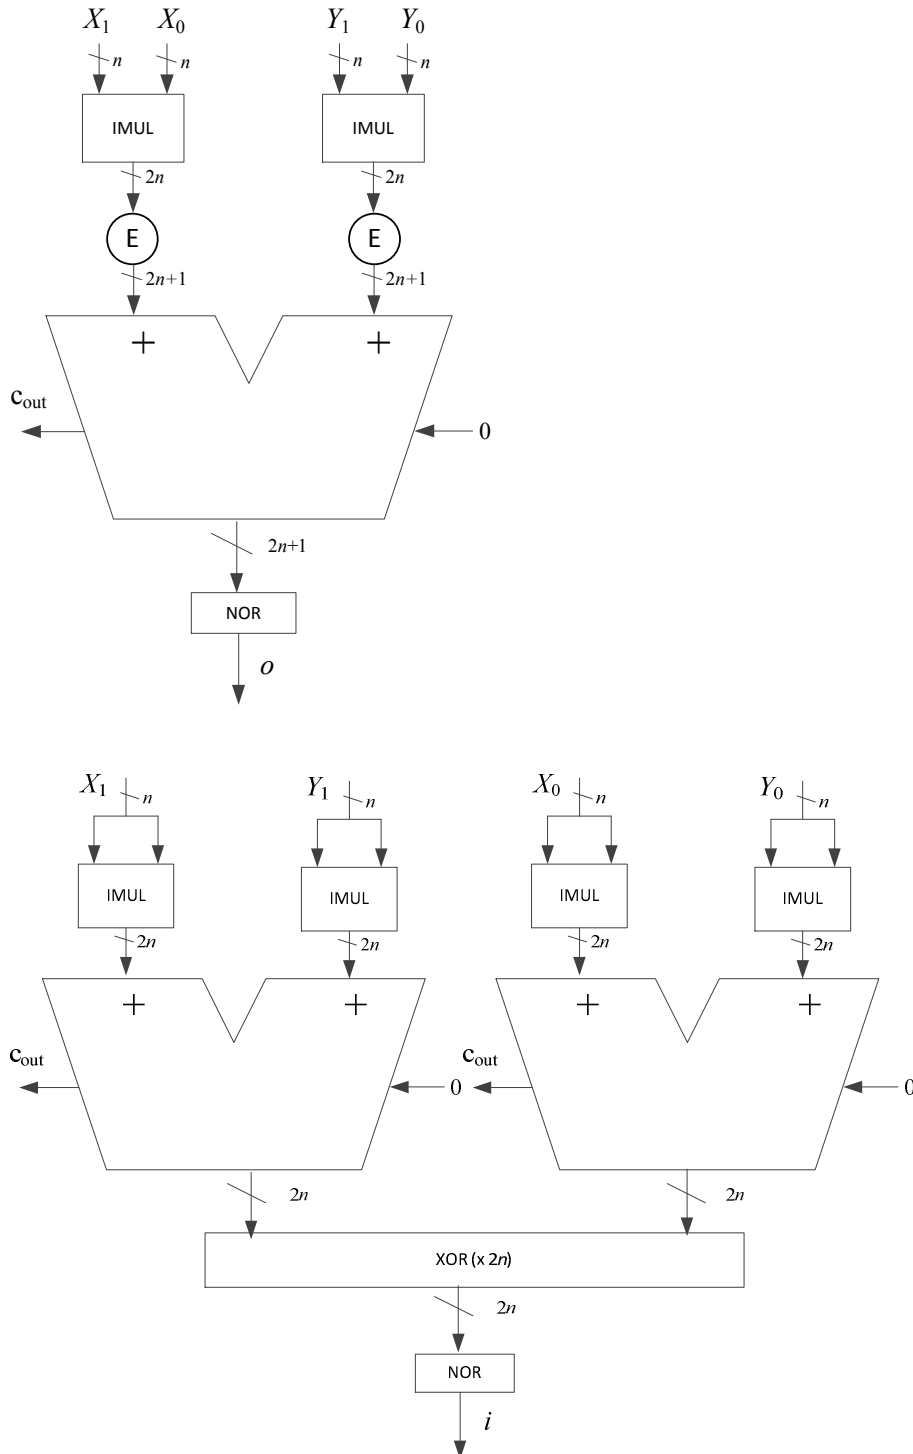 X₁ X₀ Y₁ Y₀
n n n n
IMUL IMUL
2n 2n
E E
2n+1 2n+1
+ +
cout 0
2n+1
NOR
o
X₁ n Y₁ n X₀ n Y₀ n
IMUL IMUL IMUL IMUL
2n 2n 2n 2n
+ + + +
cout 0 cout 0
2n 2n
XOR (x 2n)
2n
NOR
i